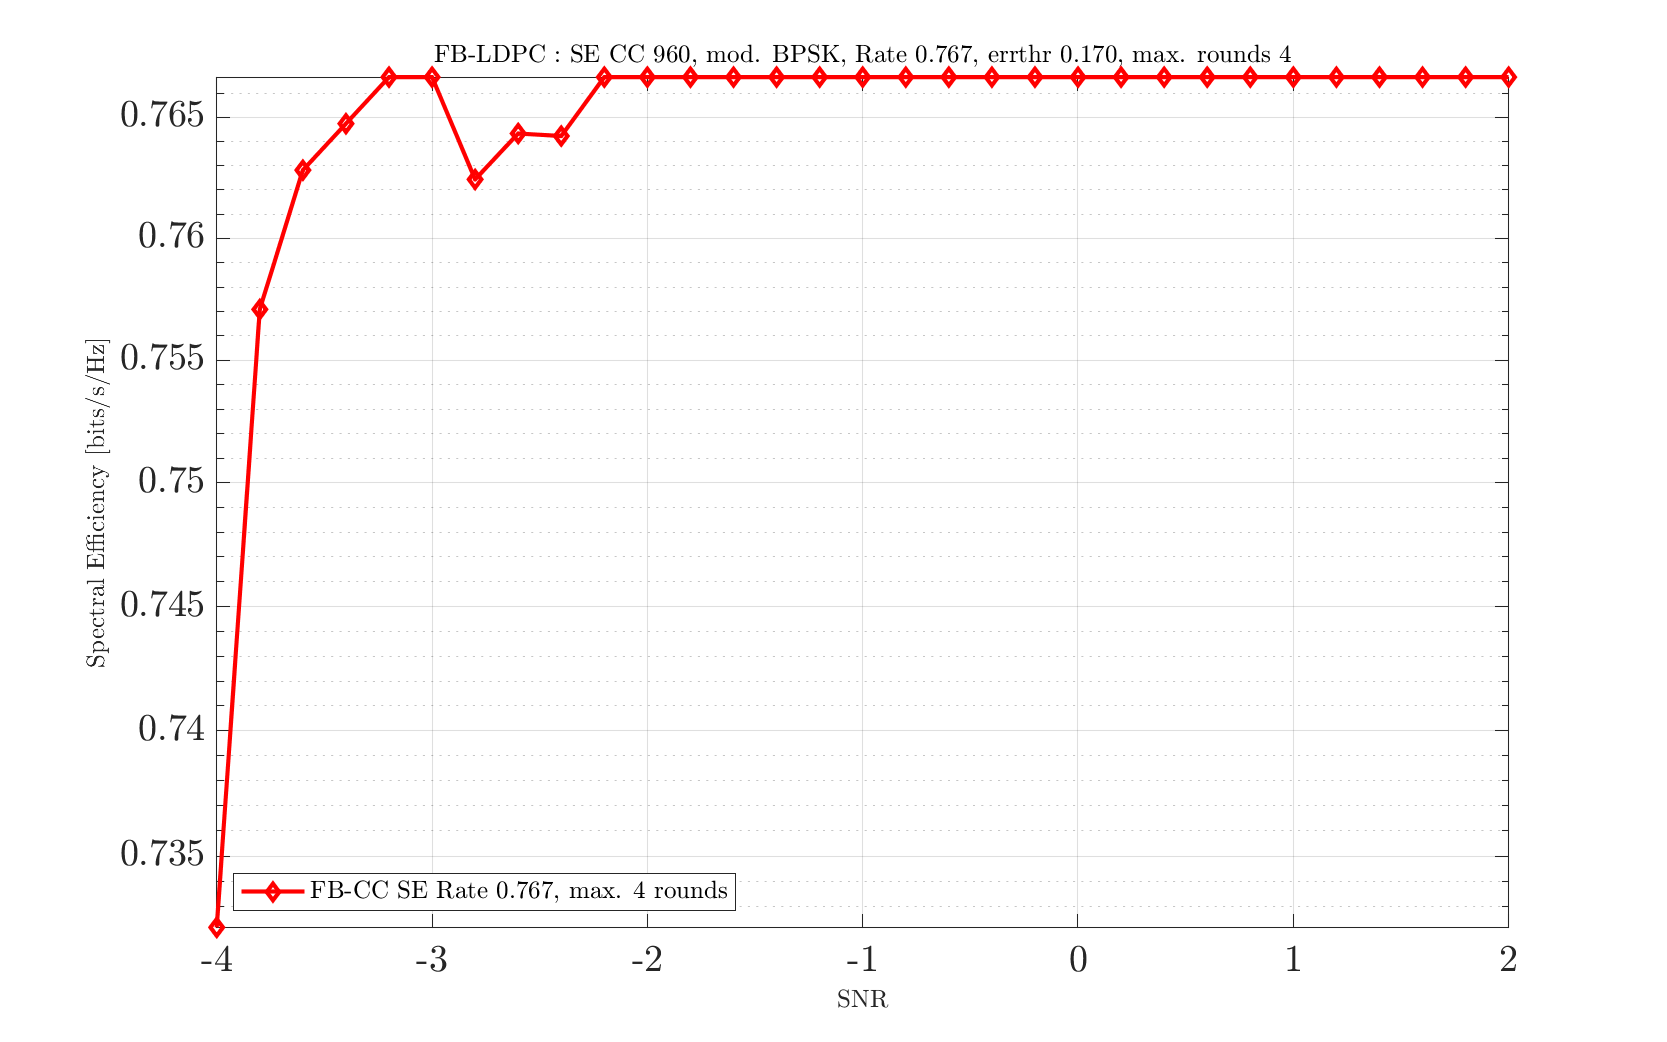 FB-LDPC : SE CC 960, mod. BPSK, Rate 0.767, errthr 0.170, max. rounds 4
0.765
0.76
0.755
0.75
0.745
0.74
0.735
Spectral Efficiency [bits/s/Hz]
FB-CC SE Rate 0.767, max. 4 rounds
-4 -3 -2 -1 0 1 2
SNR